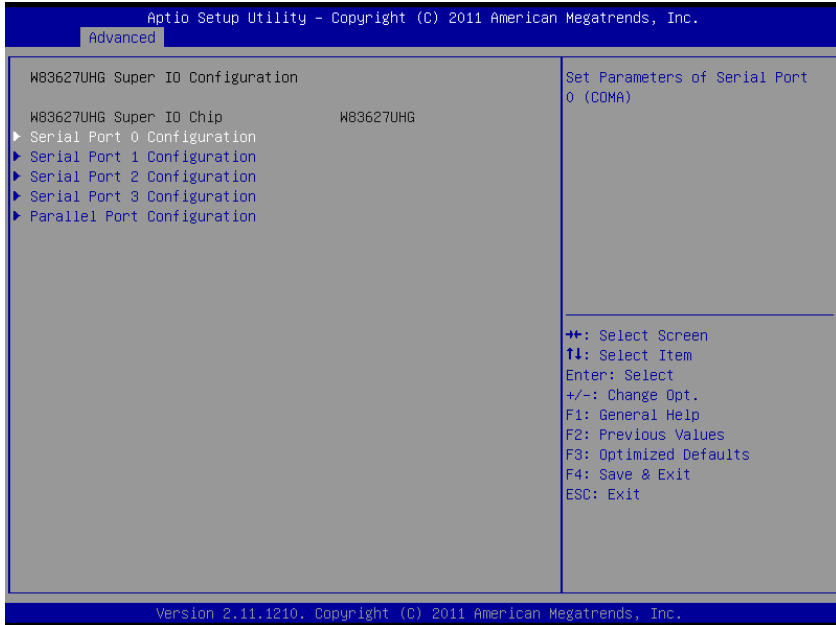 Aptio Setup Utility – Copyright (C) 2011 American Megatrends, Inc.
Advanced
W83627UHG Super IO Configuration
W83627UHG Super IO Chip W83627UHG
▶ Serial Port 0 Configuration
▶ Serial Port 1 Configuration
▶ Serial Port 2 Configuration
▶ Serial Port 3 Configuration
▶ Parallel Port Configuration
Set Parameters of Serial Port
0 (COMA)
→←: Select Screen
↑↓: Select Item
Enter: Select
+/-: Change Opt.
F1: General Help
F2: Previous Values
F3: Optimized Defaults
F4: Save & Exit
ESC: Exit
Version 2.11.1210. Copyright (C) 2011 American Megatrends, Inc.